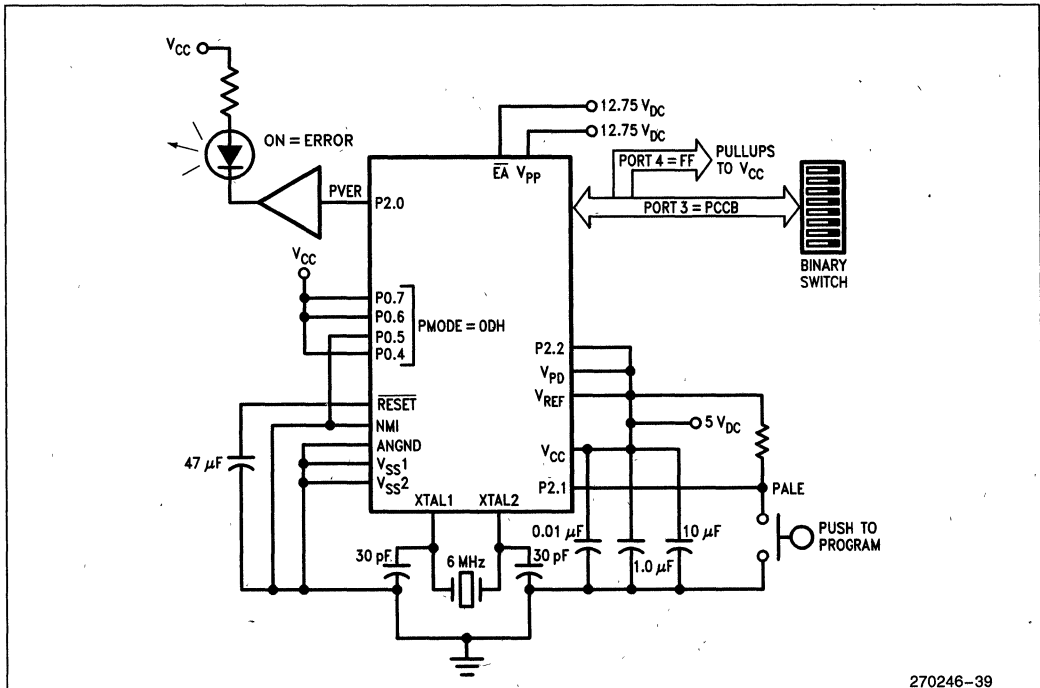 V_CC
ON = ERROR
12.75 V_DC
12.75 V_DC
E̅A̅ V_PP
PORT 4 = FF
PULLUPS
TO V_CC
PORT 3 = PCCB
BINARY
SWITCH
PVER
P2.0
V_CC
P0.7
P0.6
P0.5
P0.4
PMODE = 0DH
P2.2
V_PD
V_REF
5 V_DC
R̅E̅S̅E̅T̅
NMI
ANGND
V_SS1
V_SS2
47 µF
V_CC
P2.1
PALE
XTAL1
XTAL2
30 pF
6 MHz
30 pF
0.01 µF
1.0 µF
10 µF
PUSH TO
PROGRAM
270246-39